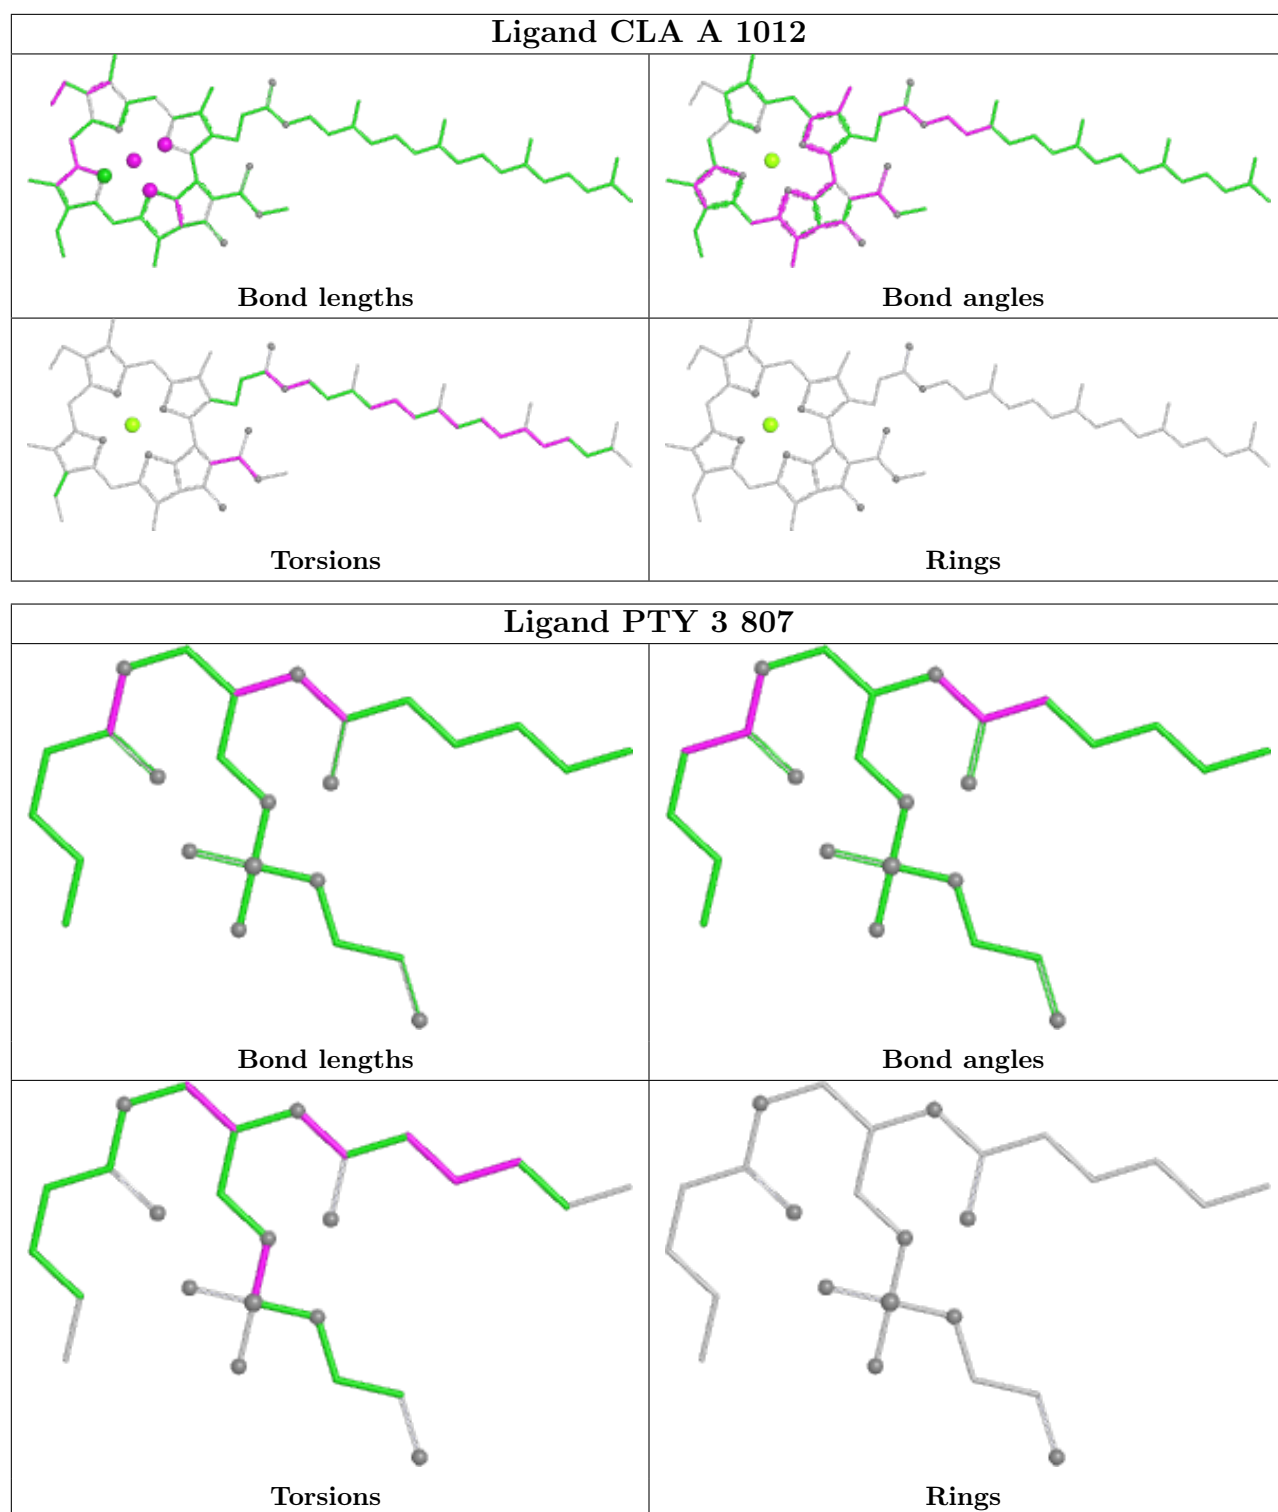 Ligand CLA A 1012
Bond lengths
Bond angles
Torsions
Rings
Ligand PTY 3 807
Bond lengths
Bond angles
Torsions
Rings